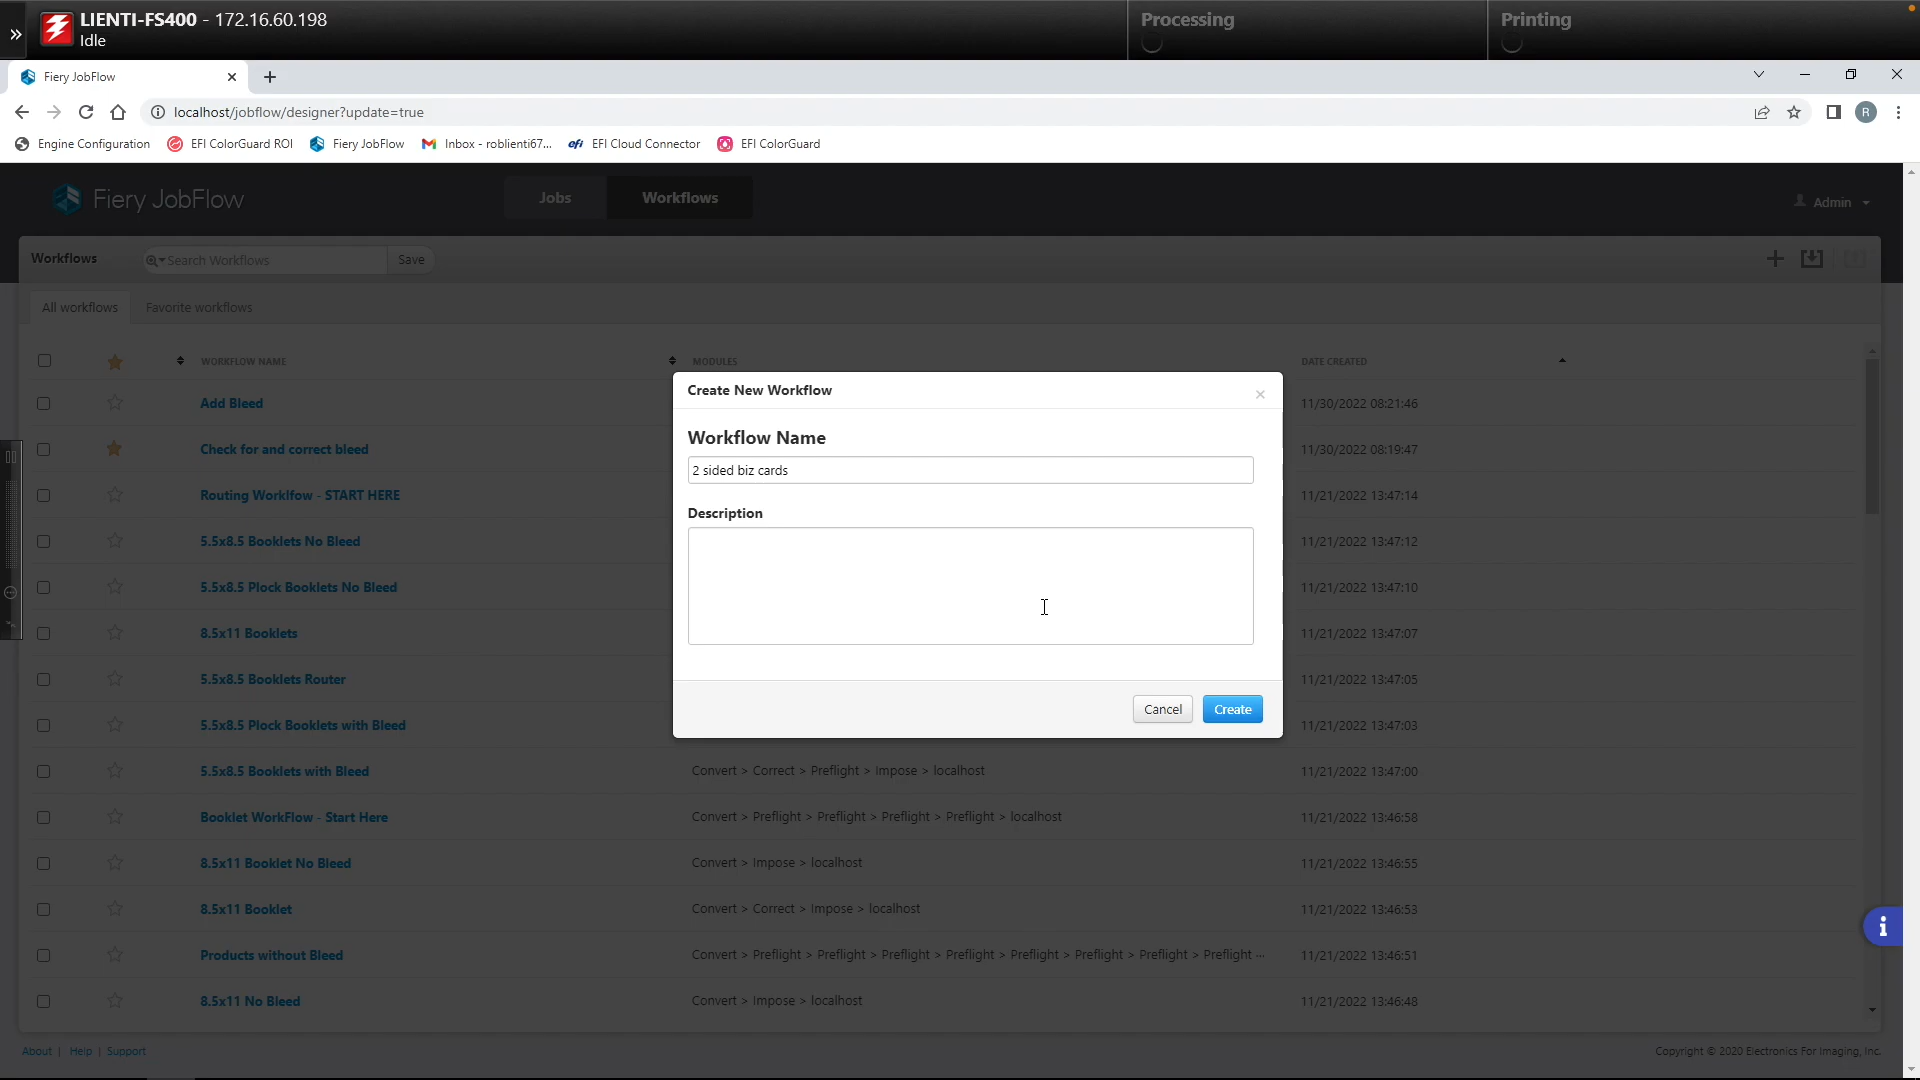 LIENTI-FS400 - 172.16.60.198
Idle
Processing
Printing
Fiery JobFlow
localhost/jobflow/designer?update=true
R
Engine Configuration
EFI ColorGuard ROI
Fiery JobFlow
Inbox - roblienti67...
efi EFI Cloud Connector
EFI ColorGuard
Fiery JobFlow
Jobs
Workflows
Admin
Workflows
Search Workflows
Save
All workflows
Favorite workflows
WORKFLOW NAME
MODULES
DATE CREATED
Create New Workflow
Workflow Name
2 sided biz cards
Description
Cancel
Create
Add Bleed
11/30/2022 08:21:46
Check for and correct bleed
11/30/2022 08:19:47
Routing Worklfow - START HERE
11/21/2022 13:47:14
5.5x8.5 Booklets No Bleed
11/21/2022 13:47:12
5.5x8.5 Plock Booklets No Bleed
11/21/2022 13:47:10
8.5x11 Booklets
11/21/2022 13:47:07
5.5x8.5 Booklets Router
11/21/2022 13:47:05
5.5x8.5 Plock Booklets with Bleed
11/21/2022 13:47:03
5.5x8.5 Booklets with Bleed
Convert > Correct > Preflight > Impose > localhost
11/21/2022 13:47:00
Booklet WorkFlow - Start Here
Convert > Preflight > Preflight > Preflight > Preflight > localhost
11/21/2022 13:46:58
8.5x11 Booklet No Bleed
Convert > Impose > localhost
11/21/2022 13:46:55
8.5x11 Booklet
Convert > Correct > Impose > localhost
11/21/2022 13:46:53
Products without Bleed
Convert > Preflight > Preflight > Preflight > Preflight > Preflight > Preflight > Preflight > Preflight ...
11/21/2022 13:46:51
8.5x11 No Bleed
Convert > Impose > localhost
11/21/2022 13:46:48
About | Help | Support
Copyright © 2020 Electronics For Imaging, Inc.